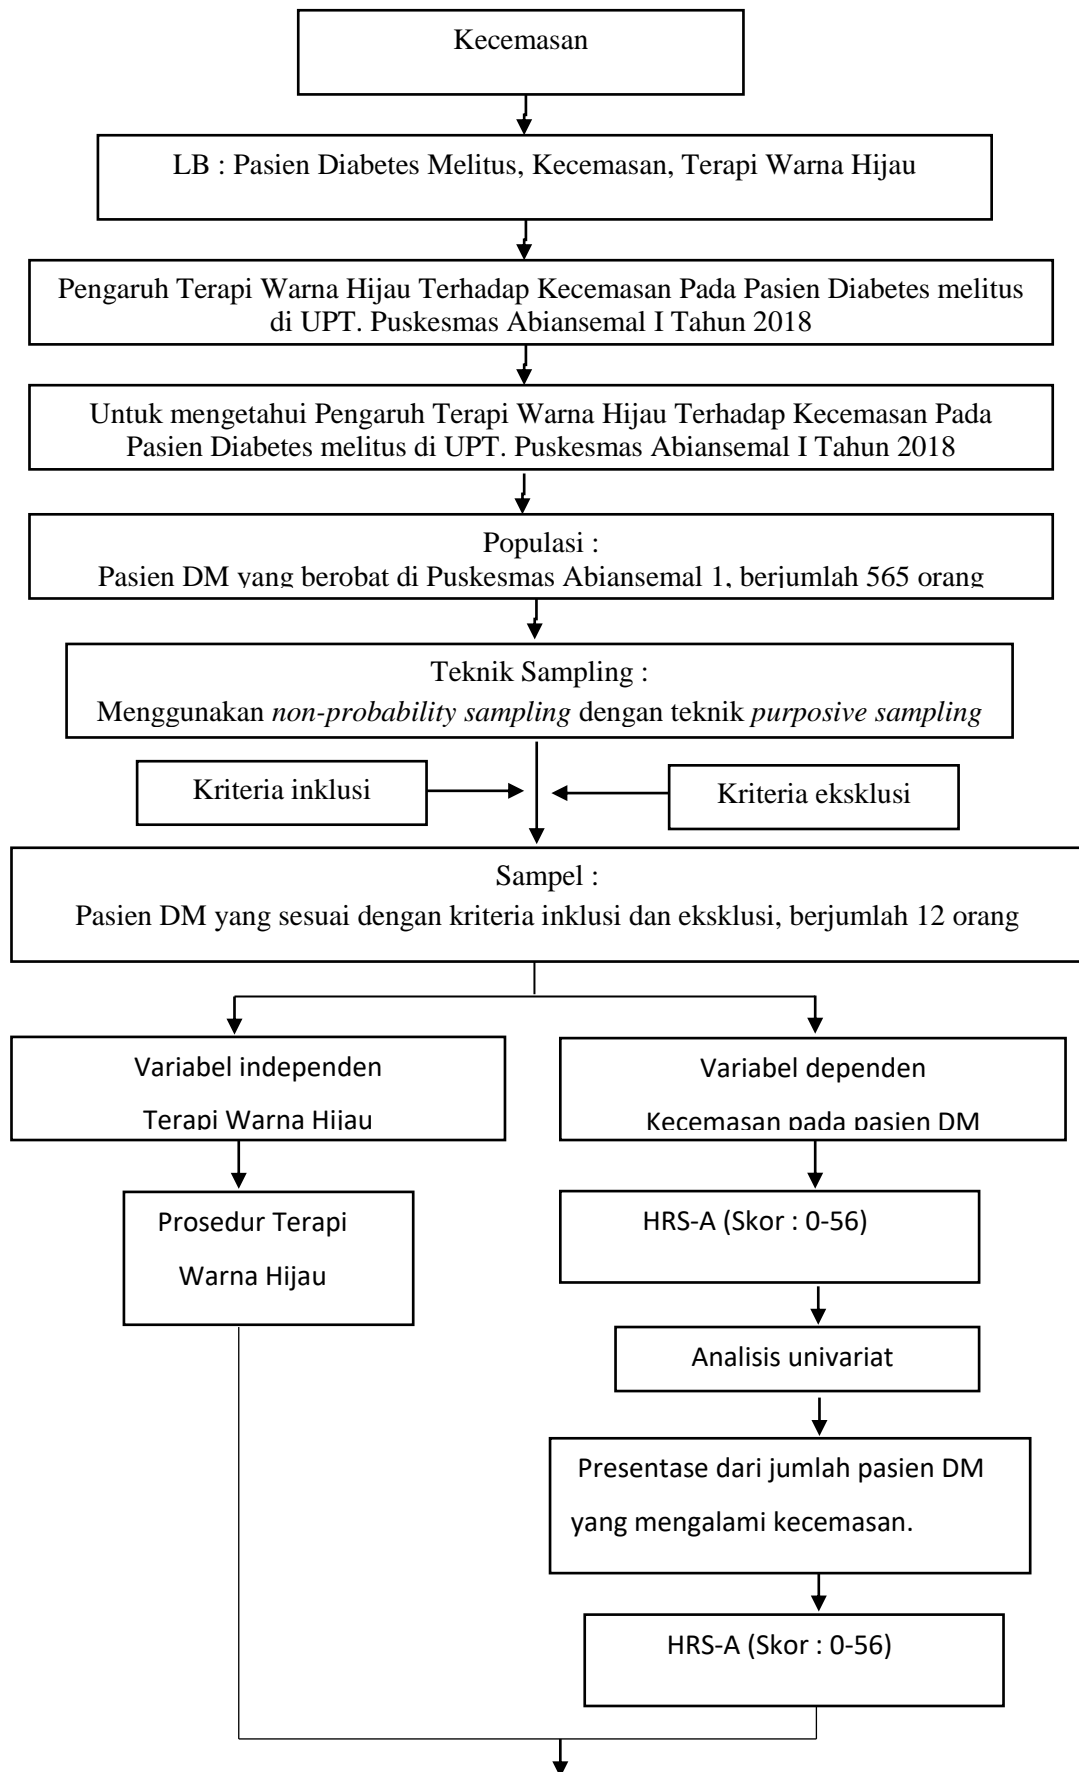 Kecemasan
LB : Pasien Diabetes Melitus, Kecemasan, Terapi Warna Hijau
Pengaruh Terapi Warna Hijau Terhadap Kecemasan Pada Pasien Diabetes melitus
di UPT. Puskesmas Abiansemal I Tahun 2018
Untuk mengetahui Pengaruh Terapi Warna Hijau Terhadap Kecemasan Pada
Pasien Diabetes melitus di UPT. Puskesmas Abiansemal I Tahun 2018
Populasi :
Pasien DM yang berobat di Puskesmas Abiansemal 1, berjumlah 565 orang
Teknik Sampling :
Menggunakan non-probability sampling dengan teknik purposive sampling
Kriteria inklusi
Kriteria eksklusi
Sampel :
Pasien DM yang sesuai dengan kriteria inklusi dan eksklusi, berjumlah 12 orang
Variabel independen
Terapi Warna Hijau
Variabel dependen
Kecemasan pada pasien DM
Prosedur Terapi
Warna Hijau
HRS-A (Skor : 0-56)
Analisis univariat
Presentase dari jumlah pasien DM
yang mengalami kecemasan.
HRS-A (Skor : 0-56)